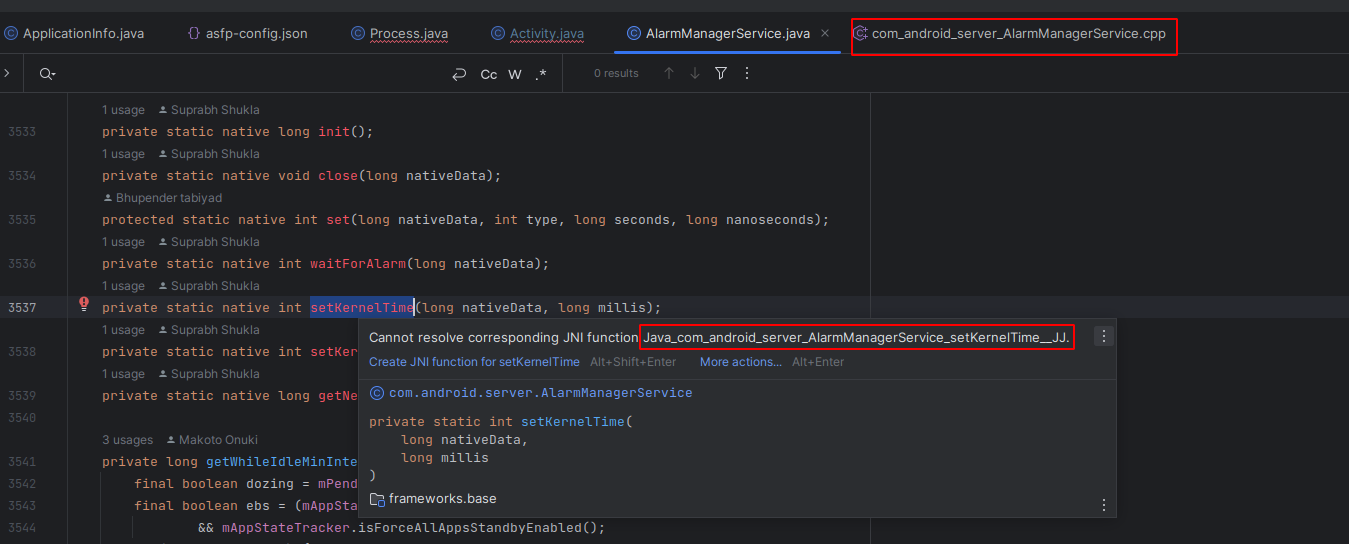 ApplicationInfo.java asfp-config.json Process.java Activity.java AlarmManagerService.java × com_android_server_AlarmManagerService.cpp
Cc W .* 0 results
1 usage Suprabh Shukla
3533 private static native long init();
1 usage Suprabh Shukla
3534 private static native void close(long nativeData);
Bhupender tabiyad
3535 protected static native int set(long nativeData, int type, long seconds, long nanoseconds);
1 usage Suprabh Shukla
3536 private static native int waitForAlarm(long nativeData);
1 usage Suprabh Shukla
3537 private static native int setKernelTime(long nativeData, long millis);
1 usage Suprabh Shukla
Cannot resolve corresponding JNI function Java_com_android_server_AlarmManagerService_setKernelTime__JJ.
3538 private static native int setKer
Create JNI function for setKernelTime Alt+Shift+Enter More actions... Alt+Enter
1 usage Suprabh Shukla
com.android.server.AlarmManagerService
3539 private static native long getNe
3540
private static int setKernelTime(
long nativeData,
long millis
)
frameworks.base
3 usages Makoto Onuki
3541 private long getWhileIdleMinInte
3542 final boolean dozing = mPend
3543 final boolean ebs = (mAppSta
3544 && mAppStateTracker.isForceAllAppsStandbyEnabled();